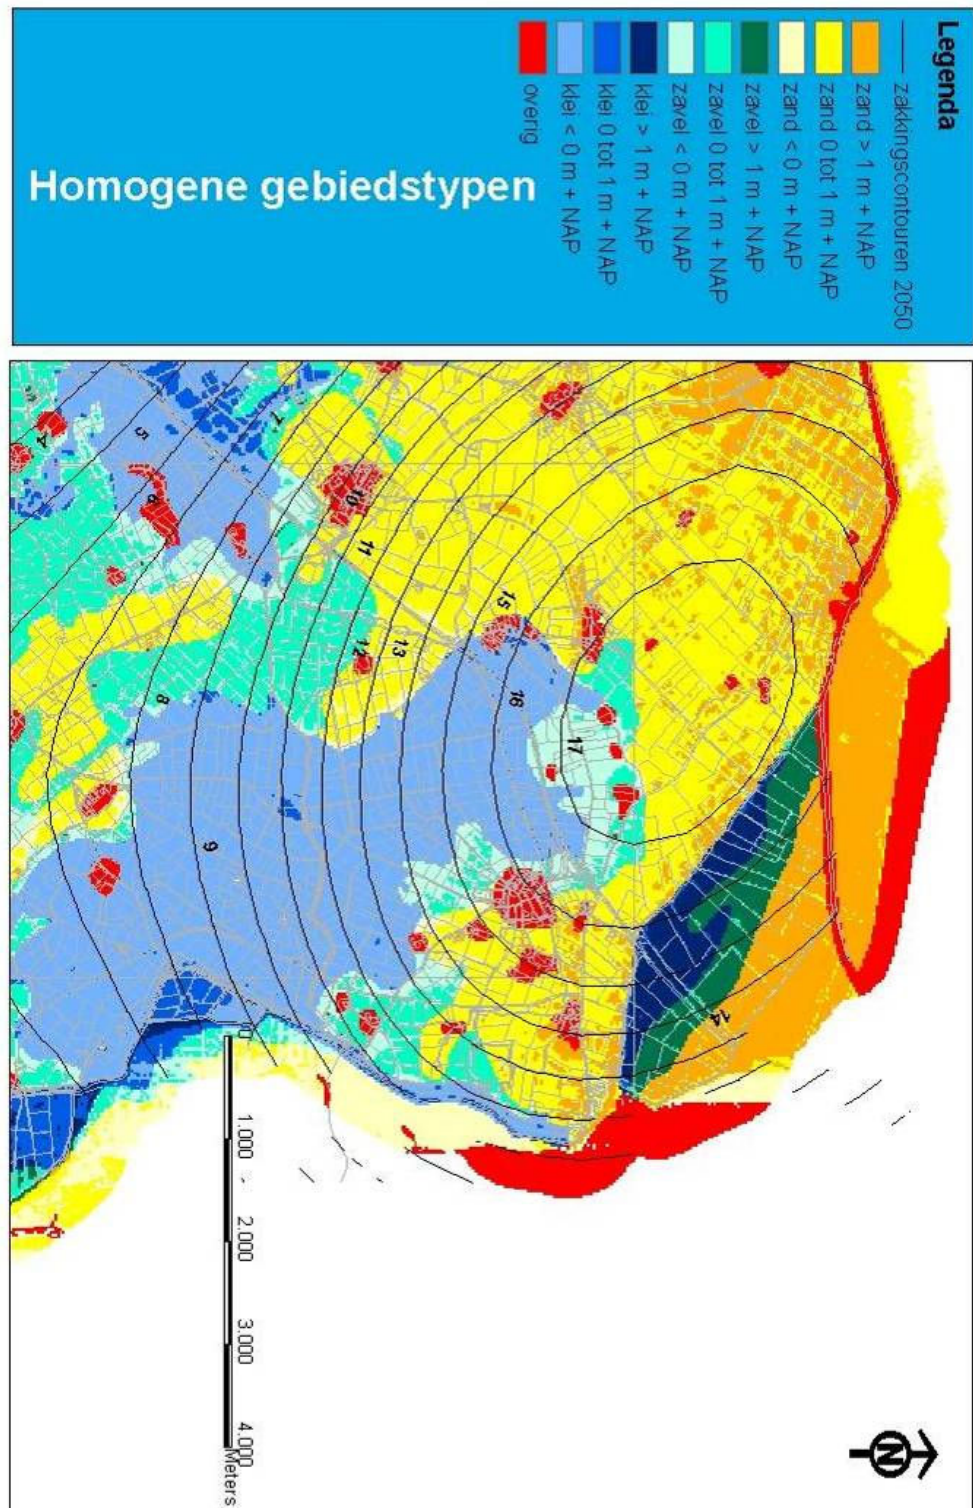 Legenda
zakkingscontouren 2050
zand > 1 m + NAP
zand 0 tot 1 m + NAP
zand < 0 m + NAP
zavel > 1 m + NAP
zavel 0 tot 1 m + NAP
zavel < 0 m + NAP
klei > 1 m + NAP
klei 0 tot 1 m + NAP
klei < 0 m + NAP
overig
Homogene gebiedstypen
4
5
6
7
8
9
10
11
12
13
14
15
16
17
0 1.000 2.000 3.000 4.000
Meters
N